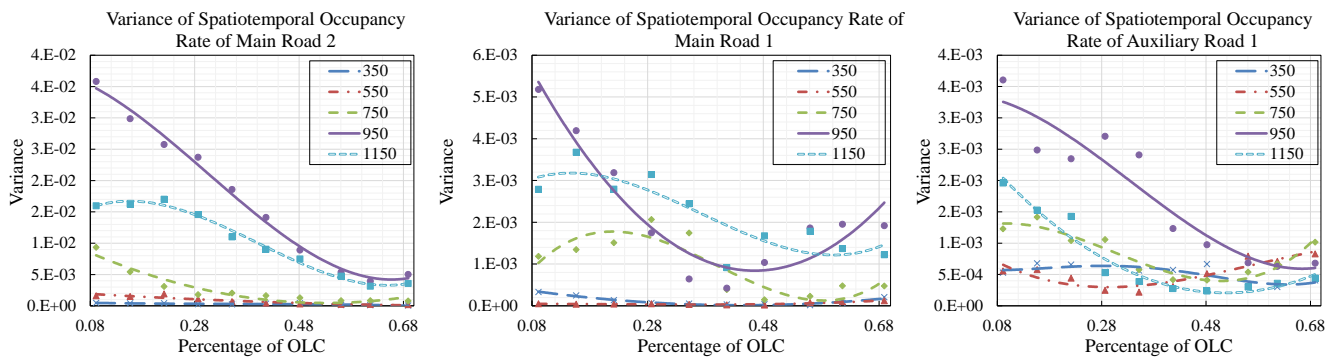 Variance of Spatiotemporal Occupancy
Rate of Main Road 2
4.E-02
4.E-02
3.E-02
3.E-02
2.E-02
2.E-02
1.E-02
5.E-03
0.E+00
Variance
0.08
0.28
0.48
0.68
Percentage of OLC
350
550
750
950
1150
Variance of Spatiotemporal Occupancy Rate of
Main Road 1
6.E-03
5.E-03
4.E-03
3.E-03
2.E-03
1.E-03
0.E+00
Variance
0.08
0.28
0.48
0.68
Percentage of OLC
350
550
750
950
1150
Variance of Spatiotemporal Occupancy
Rate of Auxiliary Road 1
4.E-03
4.E-03
3.E-03
3.E-03
2.E-03
2.E-03
1.E-03
5.E-04
0.E+00
Variance
0.08
0.28
0.48
0.68
Percentage of OLC
350
550
750
950
1150